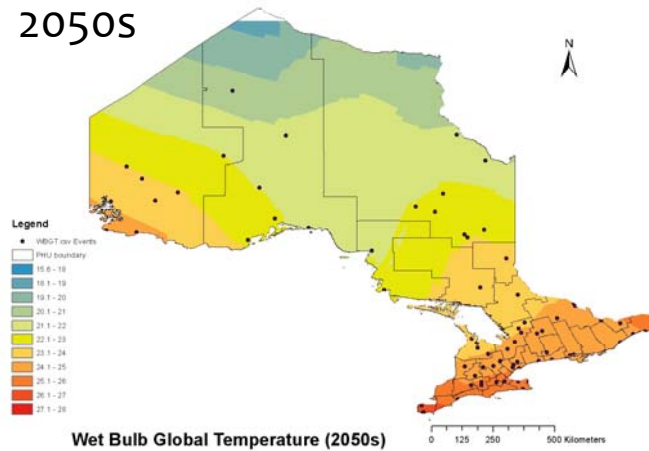 2050s
N
Legend
WBGT csv Events
PHU boundary
15.6 - 18
18.1 - 19
19.1 - 20
20.1 - 21
21.1 - 22
22.1 - 23
23.1 - 24
24.1 - 25
25.1 - 26
26.1 - 27
27.1 - 28
Wet Bulb Global Temperature (2050s)
0 125 250 500 Kilometers